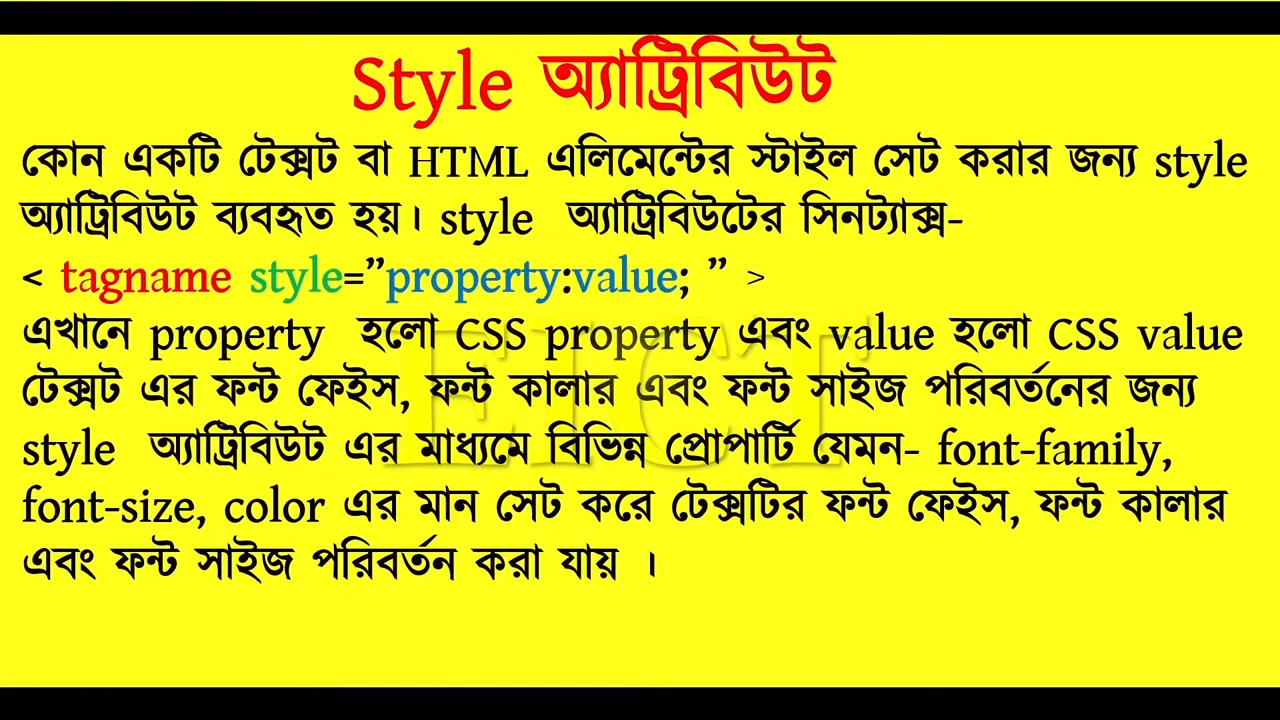 Style অ্যাট্রিবিউট
কোন একটি টেক্সট বা HTML এলিমেন্টের স্টাইল সেট করার জন্য style
অ্যাট্রিবিউট ব্যবহৃত হয়। style অ্যাট্রিবিউটের সিনট্যাক্স-
< tagname style=”property:value; ” >
এখানে property হলো CSS property এবং value হলো CSS value
টেক্সট এর ফন্ট ফেইস, ফন্ট কালার এবং ফন্ট সাইজ পরিবর্তনের জন্য
style অ্যাট্রিবিউট এর মাধ্যমে বিভিন্ন প্রোপার্টি যেমন- font-family,
font-size, color এর মান সেট করে টেক্সটির ফন্ট ফেইস, ফন্ট কালার
এবং ফন্ট সাইজ পরিবর্তন করা যায় ।
EICT